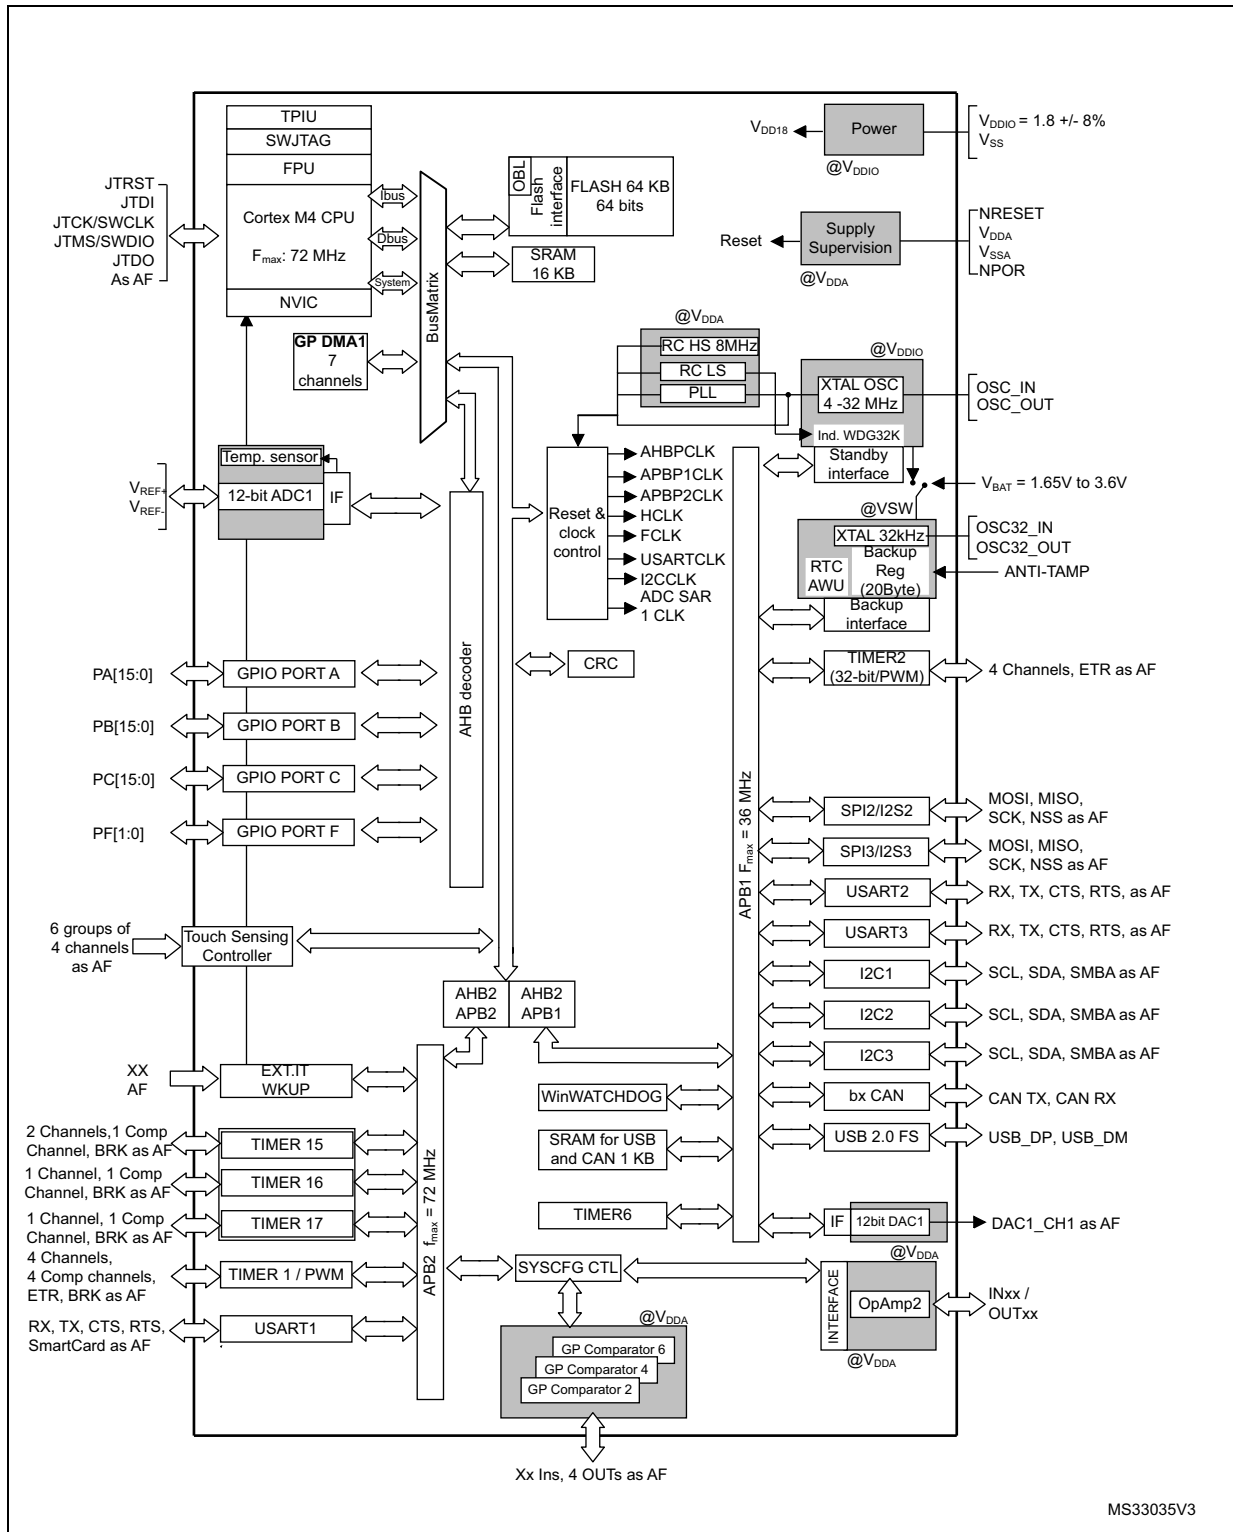 TPIU
SWJTAG
FPU
Cortex M4 CPU
Fmax: 72 MHz
NVIC
JTRST
JTDI
JTCK/SWCLK
JTMS/SWDIO
JTDO
As AF
Ibus
Dbus
System
BusMatrix
OBL
Flash
interface
FLASH 64 KB
64 bits
SRAM
16 KB
GP DMA1
7
channels
VDD18
Power
VDDIO = 1.8 +/- 8%
VSS
@VDDIO
Reset
Supply
Supervision
NRESET
VDDA
VSSA
NPOR
@VDDA
@VDDA
RC HS 8MHz
RC LS
PLL
@VDDIO
XTAL OSC
4 -32 MHz
Ind. WDG32K
Standby
interface
OSC_IN
OSC_OUT
VBAT = 1.65V to 3.6V
@VSW
XTAL 32kHz
RTC
AWU
Backup
Reg
(20Byte)
Backup
interface
OSC32_IN
OSC32_OUT
ANTI-TAMP
Temp. sensor
12-bit ADC1
IF
VREF+
VREF-
Reset &
clock
control
AHBPCLK
APBP1CLK
APBP2CLK
HCLK
FCLK
USARTCLK
I2CCLK
ADC SAR
1 CLK
CRC
AHB decoder
PA[15:0]
GPIO PORT A
PB[15:0]
GPIO PORT B
PC[15:0]
GPIO PORT C
PF[1:0]
GPIO PORT F
6 groups of
4 channels
as AF
Touch Sensing
Controller
AHB2
APB2
AHB2
APB1
APB1 Fmax = 36 MHz
TIMER2
(32-bit/PWM)
4 Channels, ETR as AF
SPI2/I2S2
MOSI, MISO,
SCK, NSS as AF
SPI3/I2S3
MOSI, MISO,
SCK, NSS as AF
USART2
RX, TX, CTS, RTS, as AF
USART3
RX, TX, CTS, RTS, as AF
I2C1
SCL, SDA, SMBA as AF
I2C2
SCL, SDA, SMBA as AF
I2C3
SCL, SDA, SMBA as AF
bx CAN
CAN TX, CAN RX
USB 2.0 FS
USB_DP, USB_DM
IF
12bit DAC1
DAC1_CH1 as AF
@VDDA
WinWATCHDOG
SRAM for USB
and CAN 1 KB
TIMER6
XX
AF
EXT.IT
WKUP
2 Channels,1 Comp
Channel, BRK as AF
TIMER 15
1 Channel, 1 Comp
Channel, BRK as AF
TIMER 16
1 Channel, 1 Comp
Channel, BRK as AF
TIMER 17
4 Channels,
4 Comp channels,
ETR, BRK as AF
TIMER 1 / PWM
RX, TX, CTS, RTS,
SmartCard as AF
USART1
APB2 fmax = 72 MHz
SYSCFG CTL
@VDDA
GP Comparator 6
GP Comparator 4
GP Comparator 2
Xx Ins, 4 OUTs as AF
INTERFACE
OpAmp2
INxx /
OUTxx
@VDDA
MS33035V3